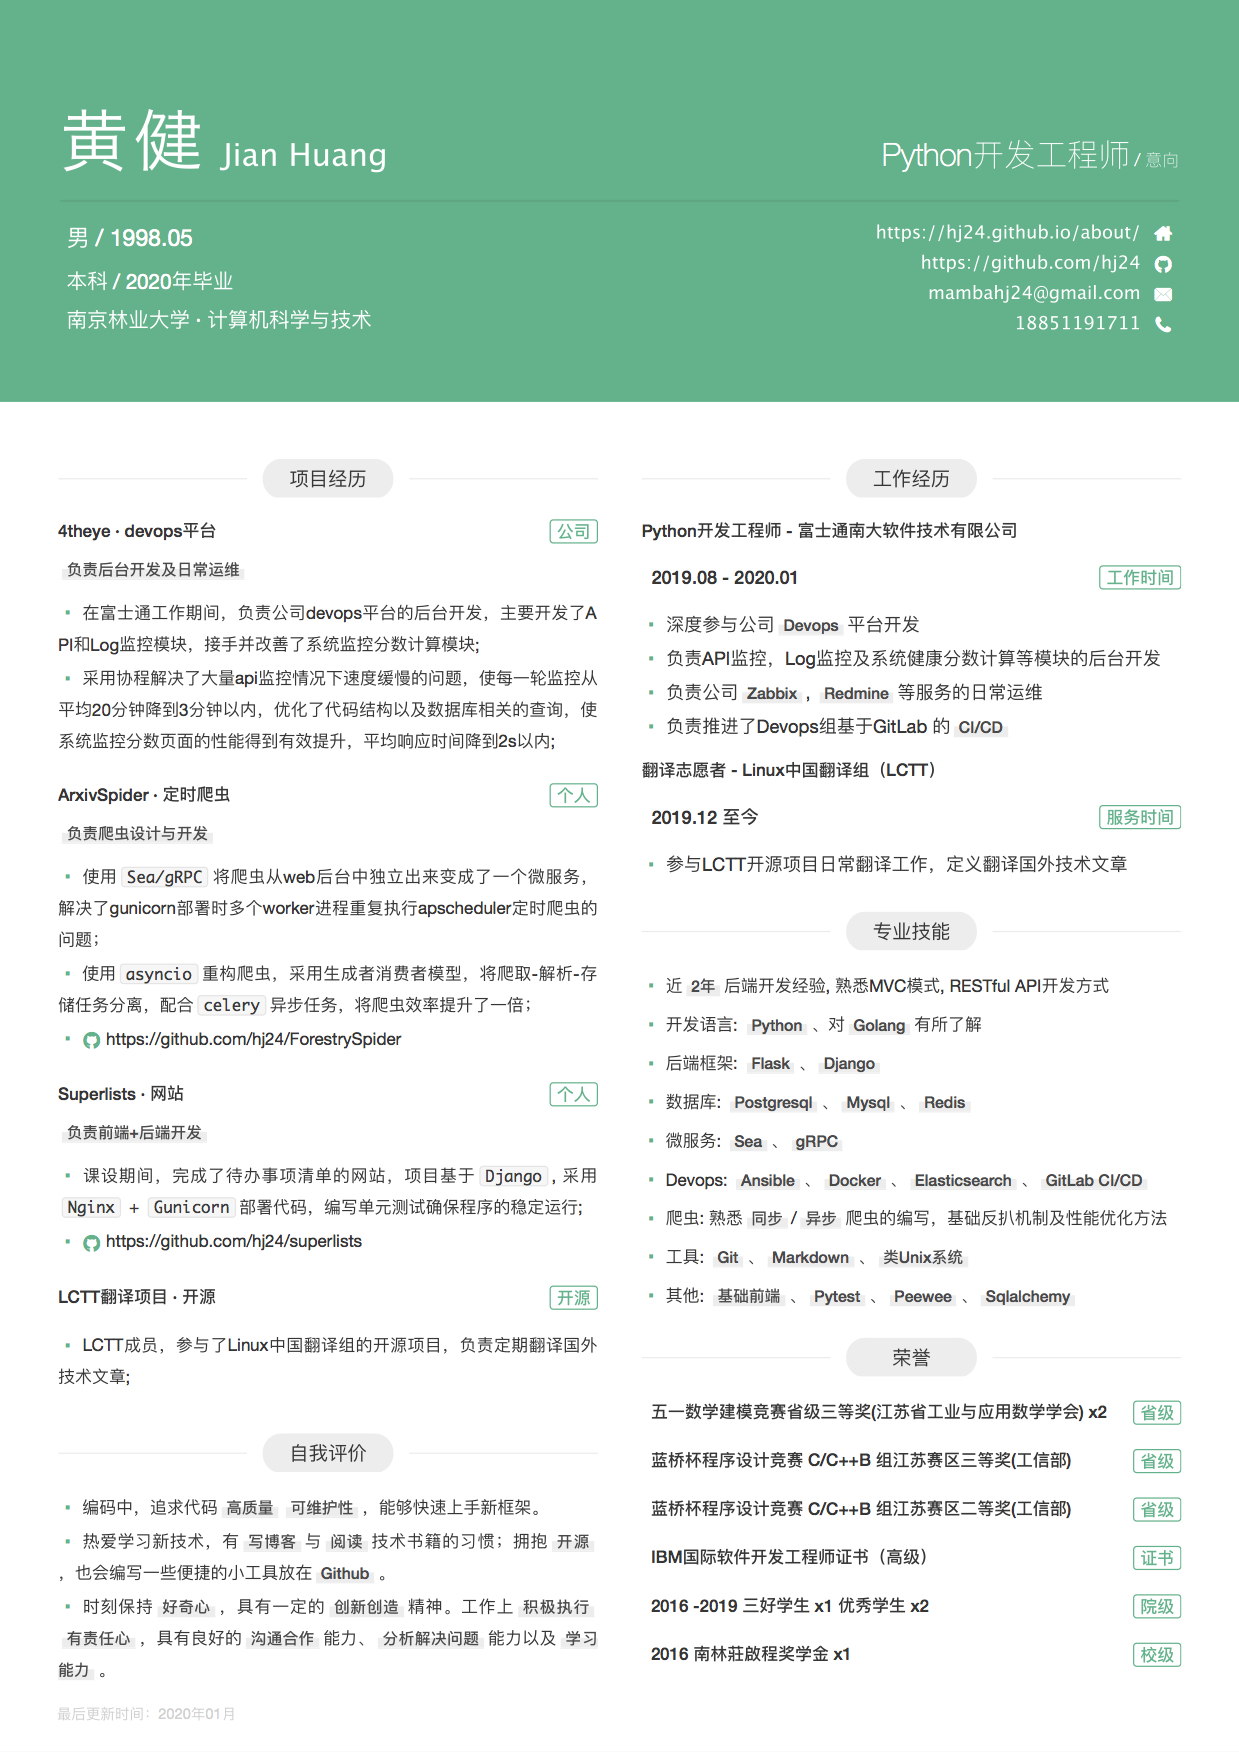 黄健 Jian Huang
Python开发工程师 / 意向
男 / 1998.05
本科 / 2020年毕业
南京林业大学 · 计算机科学与技术
https://hj24.github.io/about/
https://github.com/hj24
mambahj24@gmail.com
18851191711
项目经历
4theye · devops平台 公司
负责后台开发及日常运维
在富士通工作期间，负责公司devops平台的后台开发，主要开发了A
PI和Log监控模块，接手并改善了系统监控分数计算模块;
采用协程解决了大量api监控情况下速度缓慢的问题，使每一轮监控从
平均20分钟降到3分钟以内，优化了代码结构以及数据库相关的查询，使
系统监控分数页面的性能得到有效提升，平均响应时间降到2s以内;
ArxivSpider · 定时爬虫 个人
负责爬虫设计与开发
使用 Sea/gRPC 将爬虫从web后台中独立出来变成了一个微服务，
解决了gunicorn部署时多个worker进程重复执行apscheduler定时爬虫的
问题；
使用 asyncio 重构爬虫，采用生成者消费者模型，将爬取-解析-存
储任务分离，配合 celery 异步任务，将爬虫效率提升了一倍；
https://github.com/hj24/ForestrySpider
Superlists · 网站 个人
负责前端+后端开发
课设期间，完成了待办事项清单的网站，项目基于 Django , 采用
Nginx + Gunicorn 部署代码，编写单元测试确保程序的稳定运行;
https://github.com/hj24/superlists
LCTT翻译项目 · 开源 开源
LCTT成员，参与了Linux中国翻译组的开源项目，负责定期翻译国外
技术文章;
自我评价
编码中，追求代码 高质量 可维护性 ，能够快速上手新框架。
热爱学习新技术，有 写博客 与 阅读 技术书籍的习惯；拥抱 开源
，也会编写一些便捷的小工具放在 Github 。
时刻保持 好奇心 ，具有一定的 创新创造 精神。工作上 积极执行
有责任心 ，具有良好的 沟通合作 能力、 分析解决问题 能力以及 学习
能力 。
最后更新时间：2020年01月
工作经历
Python开发工程师 - 富士通南大软件技术有限公司
2019.08 - 2020.01 工作时间
深度参与公司 Devops 平台开发
负责API监控，Log监控及系统健康分数计算等模块的后台开发
负责公司 Zabbix ，Redmine 等服务的日常运维
负责推进了Devops组基于GitLab 的 CI/CD
翻译志愿者 - Linux中国翻译组（LCTT）
2019.12 至今 服务时间
参与LCTT开源项目日常翻译工作，定义翻译国外技术文章
专业技能
近 2年 后端开发经验, 熟悉MVC模式, RESTful API开发方式
开发语言: Python 、对 Golang 有所了解
后端框架: Flask 、 Django
数据库: Postgresql 、 Mysql 、 Redis
微服务: Sea 、 gRPC
Devops: Ansible 、 Docker 、 Elasticsearch 、 GitLab CI/CD
爬虫: 熟悉 同步 / 异步 爬虫的编写，基础反扒机制及性能优化方法
工具: Git 、 Markdown 、 类Unix系统
其他: 基础前端 、 Pytest 、 Peewee 、 Sqlalchemy
荣誉
五一数学建模竞赛省级三等奖(江苏省工业与应用数学学会) x2 省级
蓝桥杯程序设计竞赛 C/C++B 组江苏赛区三等奖(工信部) 省级
蓝桥杯程序设计竞赛 C/C++B 组江苏赛区二等奖(工信部) 省级
IBM国际软件开发工程师证书（高级） 证书
2016 -2019 三好学生 x1 优秀学生 x2 院级
2016 南林莊啟程奖学金 x1 校级